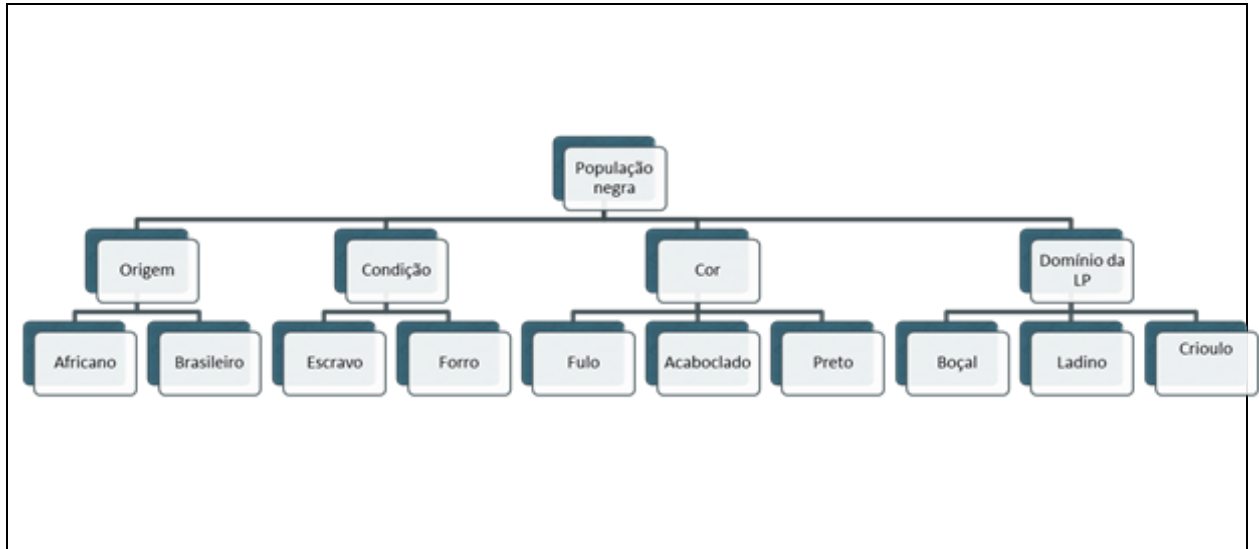 População
negra
Origem
Condição
Cor
Domínio da
LP
Africano
Brasileiro
Escravo
Forro
Fulo
Acaboclado
Preto
Boçal
Ladino
Crioulo